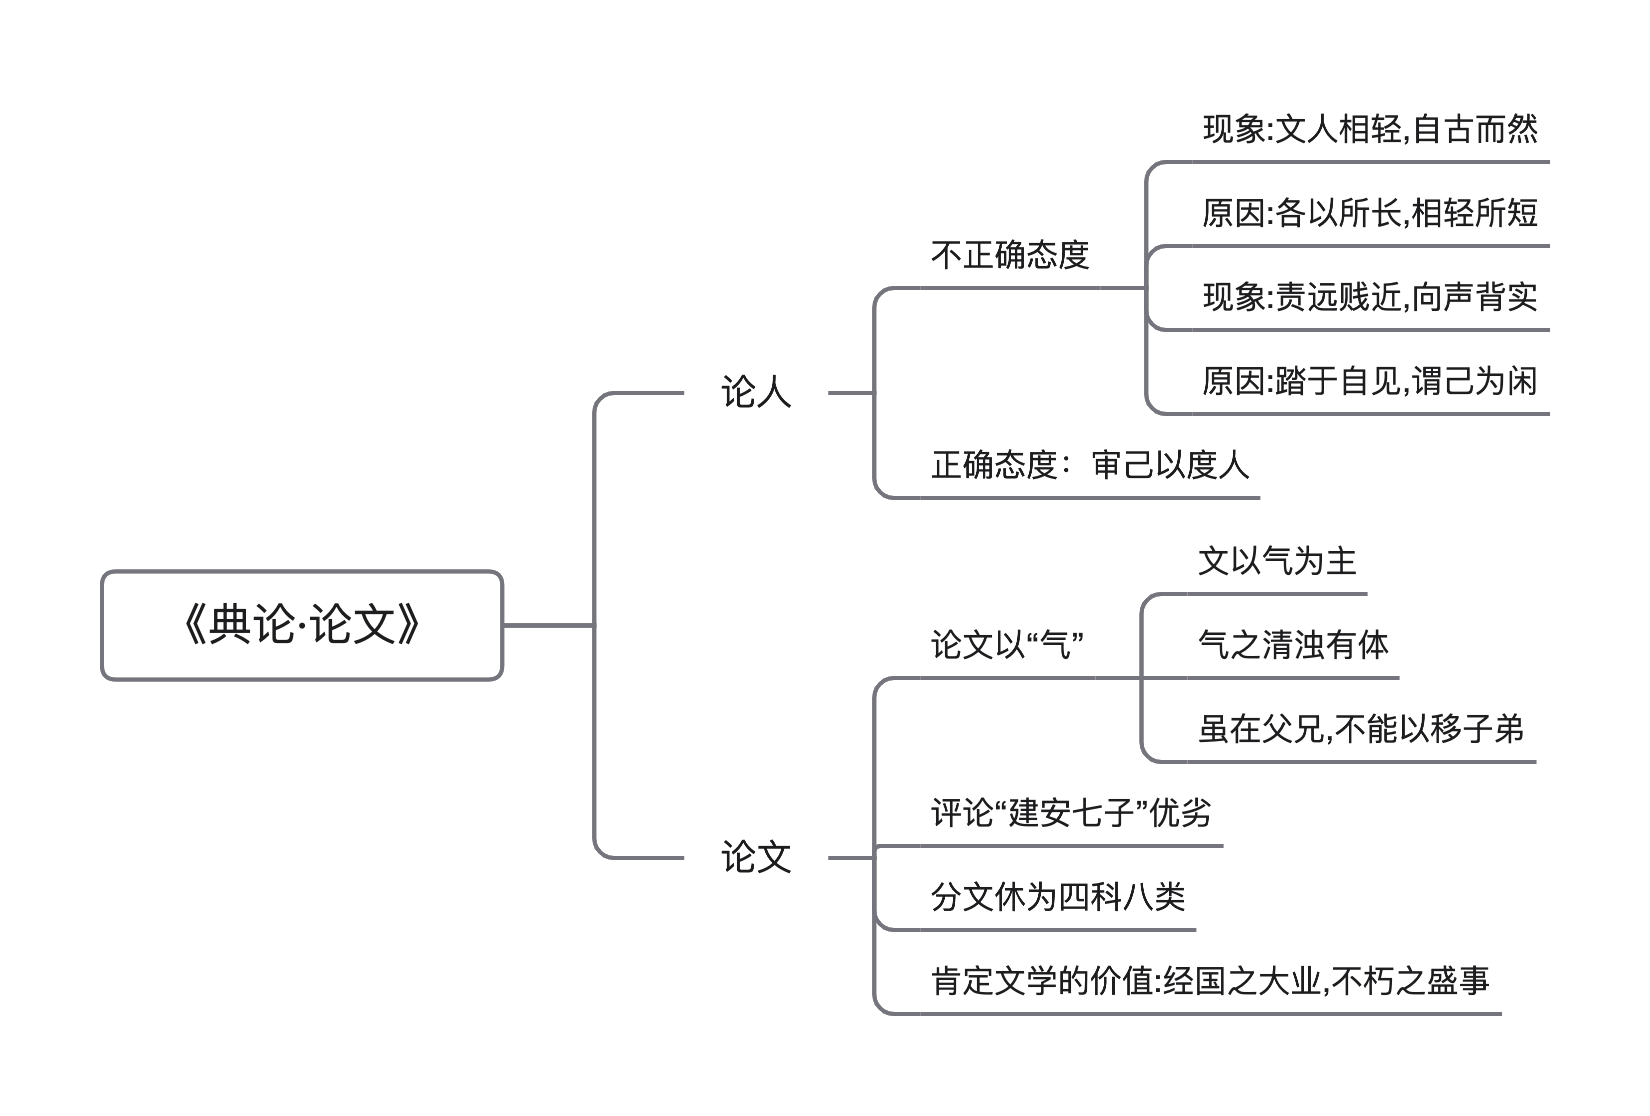 现象:文人相轻,自古而然
原因:各以所长,相轻所短
不正确态度
现象:责远贱近,向声背实
原因:踏于自见,谓己为闲
论人
正确态度：审己以度人
《典论·论文》
文以气为主
论文以“气”
气之清浊有体
虽在父兄,不能以移子弟
评论“建安七子”优劣
论文
分文休为四科八类
肯定文学的价值:经国之大业,不朽之盛事